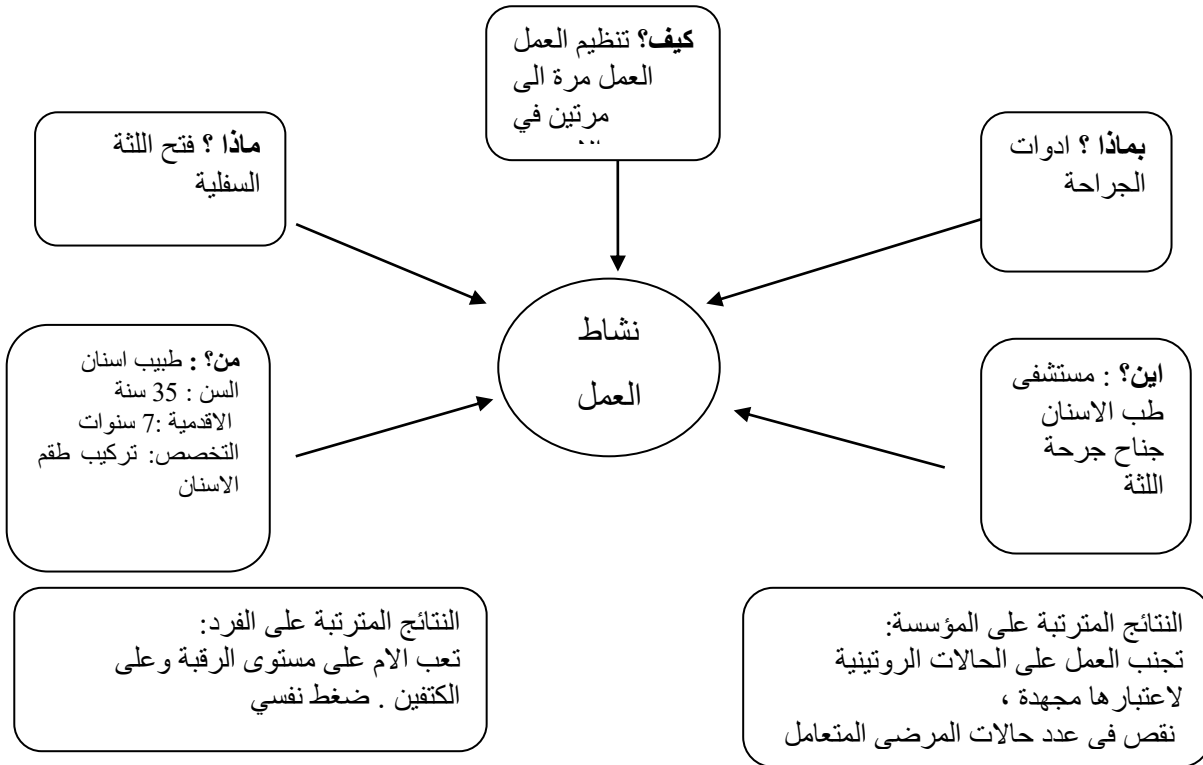 كيف؟ تنظيم العمل
العمل مرة الى
مرتين في
ماذا ؟ فتح اللثة
السفلية
بماذا ؟ ادوات
الجراحة
نشاط
العمل
من؟ : طبيب اسنان
السن : 35 سنة
الاقدمية :7 سنوات
التخصص: تركيب طقم
الاسنان
اين؟ : مستشفى
طب الاسنان
جناح جرحة
اللثة
النتائج المترتبة على الفرد:
تعب الام على مستوى الرقبة وعلى
الكتفين . ضغط نفسي
النتائج المترتبة على المؤسسة:
تجنب العمل على الحالات الروتينية
لاعتبارها مجهدة ،
نقص في عدد حالات المرضى المتعامل